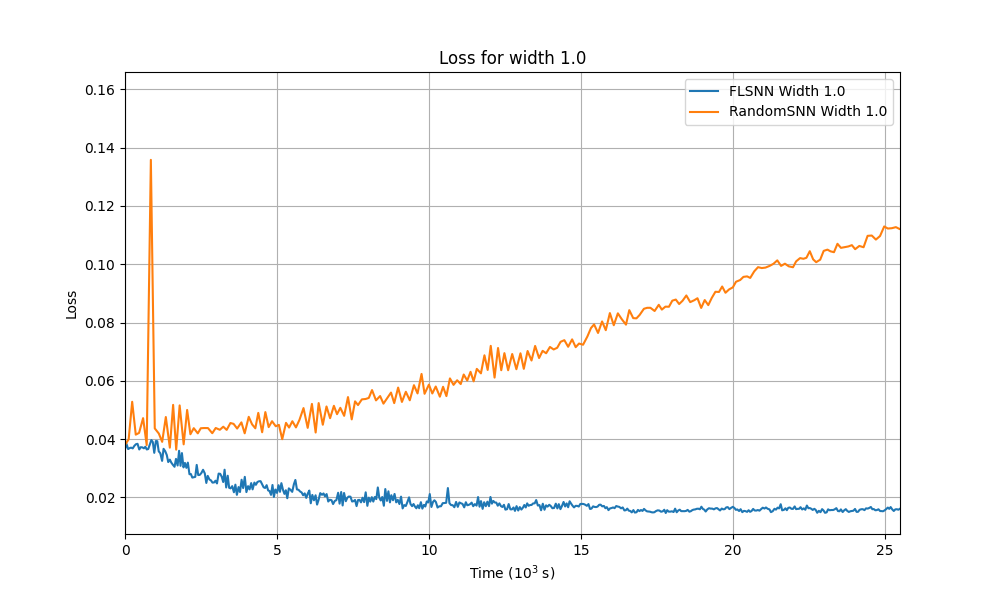 Loss for width 1.0
FLSNN Width 1.0
RandomSNN Width 1.0
Loss
0.16
0.14
0.12
0.10
0.08
0.06
0.04
0.02
0 5 10 15 20 25
Time (10³ s)